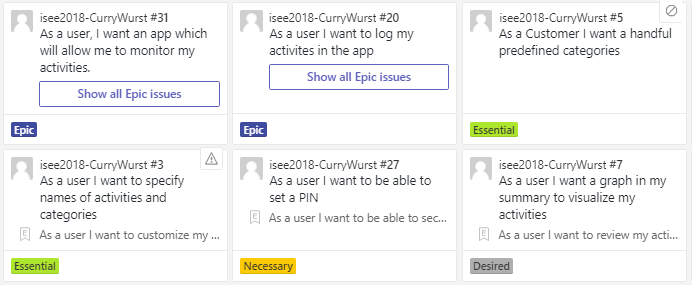 isee2018-CurryWurst #31
As a user, I want an app which
will allow me to monitor my
activities.
Show all Epic issues
Epic
isee2018-CurryWurst #20
As a user I want to log my
activites in the app
Show all Epic issues
Epic
isee2018-CurryWurst #5
As a Customer I want a handful
predefined categories
Essential
isee2018-CurryWurst #3
As a user I want to specify
names of activities and
categories
As a user I want to customize my ...
Essential
isee2018-CurryWurst #27
As a user I want to be able to
set a PIN
As a user I want to be able to sec...
Necessary
isee2018-CurryWurst #7
As a user I want a graph in my
summary to visualize my
activities
As a user I want to review my acti...
Desired